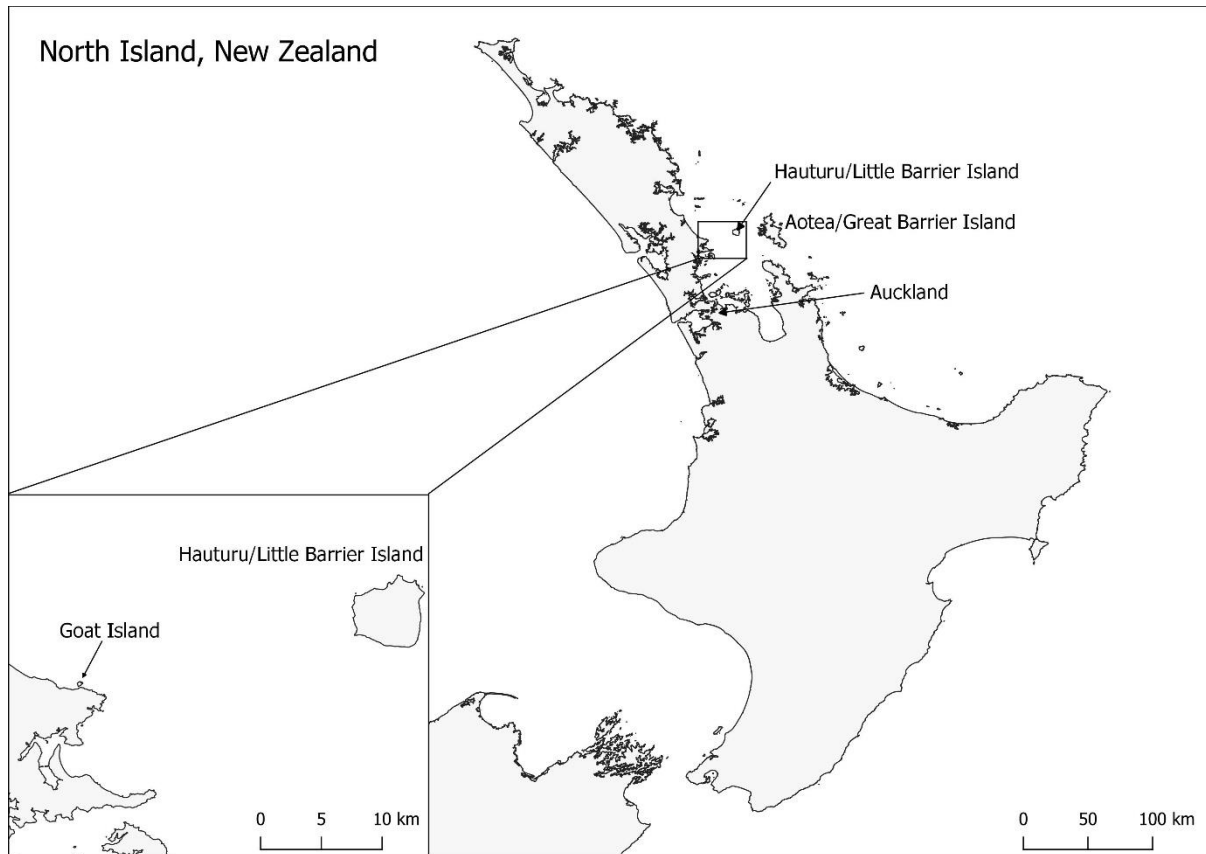 North Island, New Zealand
Hauturu/Little Barrier Island
Aotea/Great Barrier Island
Auckland
Hauturu/Little Barrier Island
Goat Island
0 5 10 km
0 50 100 km